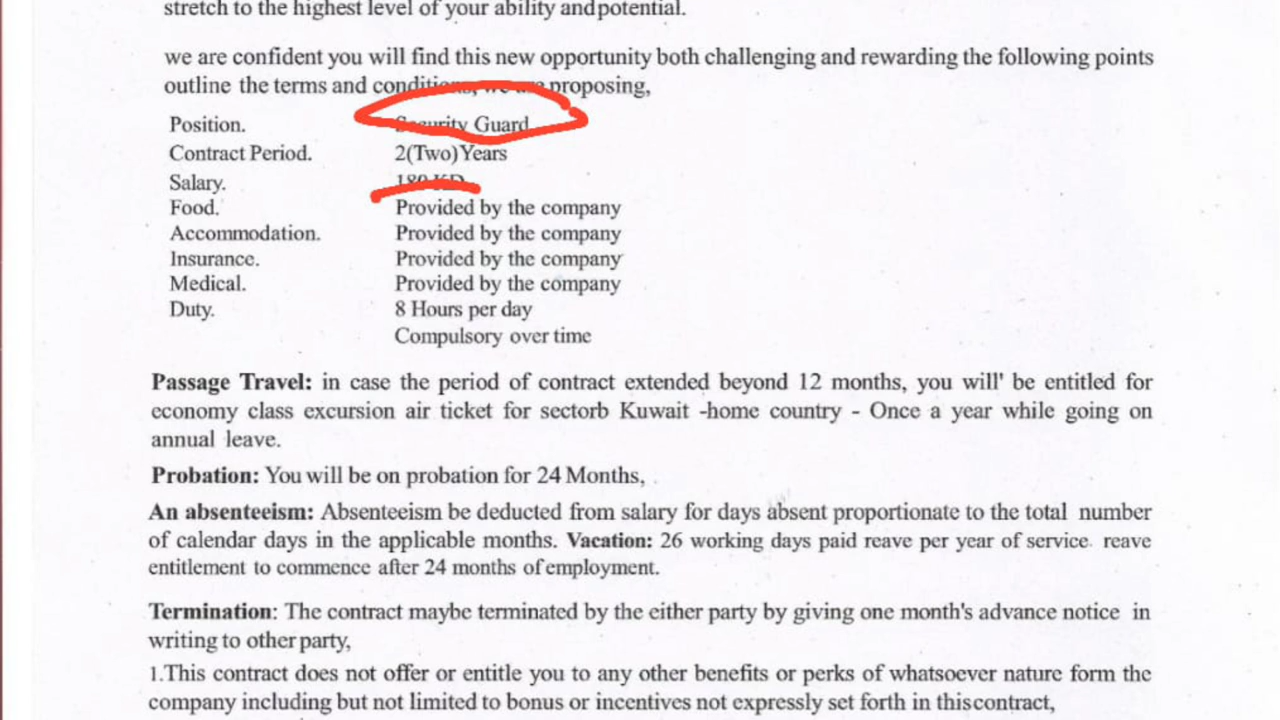 stretch to the highest level of your ability andpotential.
we are confident you will find this new opportunity both challenging and rewarding the following points
outline the terms and conditions, we are proposing,
Position. Security Guard
Contract Period. 2(Two)Years
Salary. 180 KD
Food. Provided by the company
Accommodation. Provided by the company
Insurance. Provided by the company
Medical. Provided by the company
Duty. 8 Hours per day
Compulsory over time
Passage Travel: in case the period of contract extended beyond 12 months, you will' be entitled for
economy class excursion air ticket for sectorb Kuwait -home country - Once a year while going on
annual leave.
Probation: You will be on probation for 24 Months,
An absenteeism: Absenteeism be deducted from salary for days absent proportionate to the total number
of calendar days in the applicable months. Vacation: 26 working days paid reave per year of service. reave
entitlement to commence after 24 months of employment.
Termination: The contract maybe terminated by the either party by giving one month's advance notice in
writing to other party,
1.This contract does not offer or entitle you to any other benefits or perks of whatsoever nature form the
company including but not limited to bonus or incentives not expressly set forth in thiscontract,